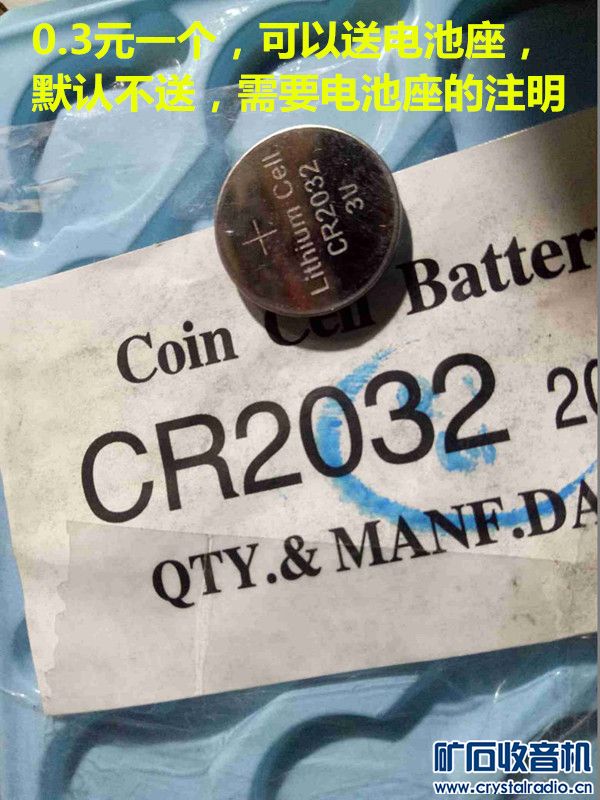 0.3元一个，可以送电池座，
默认不送，需要电池座的注明
+
Lithium Cell
CR2032
3V
Coin Cell Batter
CR2032 20
QTY.& MANF.DA
矿石收音机
www.crystalradio.cn